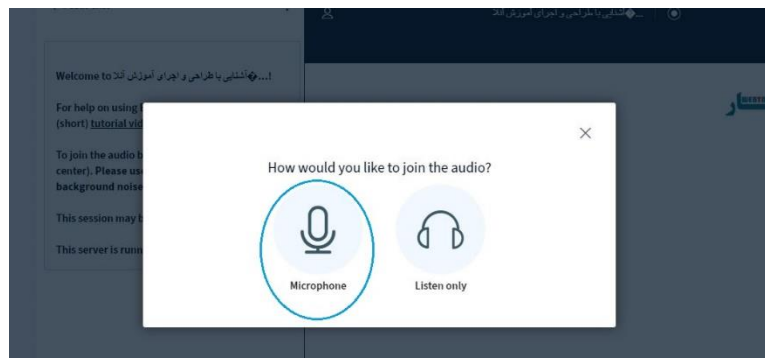 آشنایی با طراحی و اجرای آموزش آنلا�...
Welcome to آشنایی با طراحی و اجرای آموزش آنلا�...!
For help on using
(short) tutorial vid
How would you like to join the audio?
To join the audio b
center). Please us
background noise
This session may b
This server is runn
Microphone
Listen only